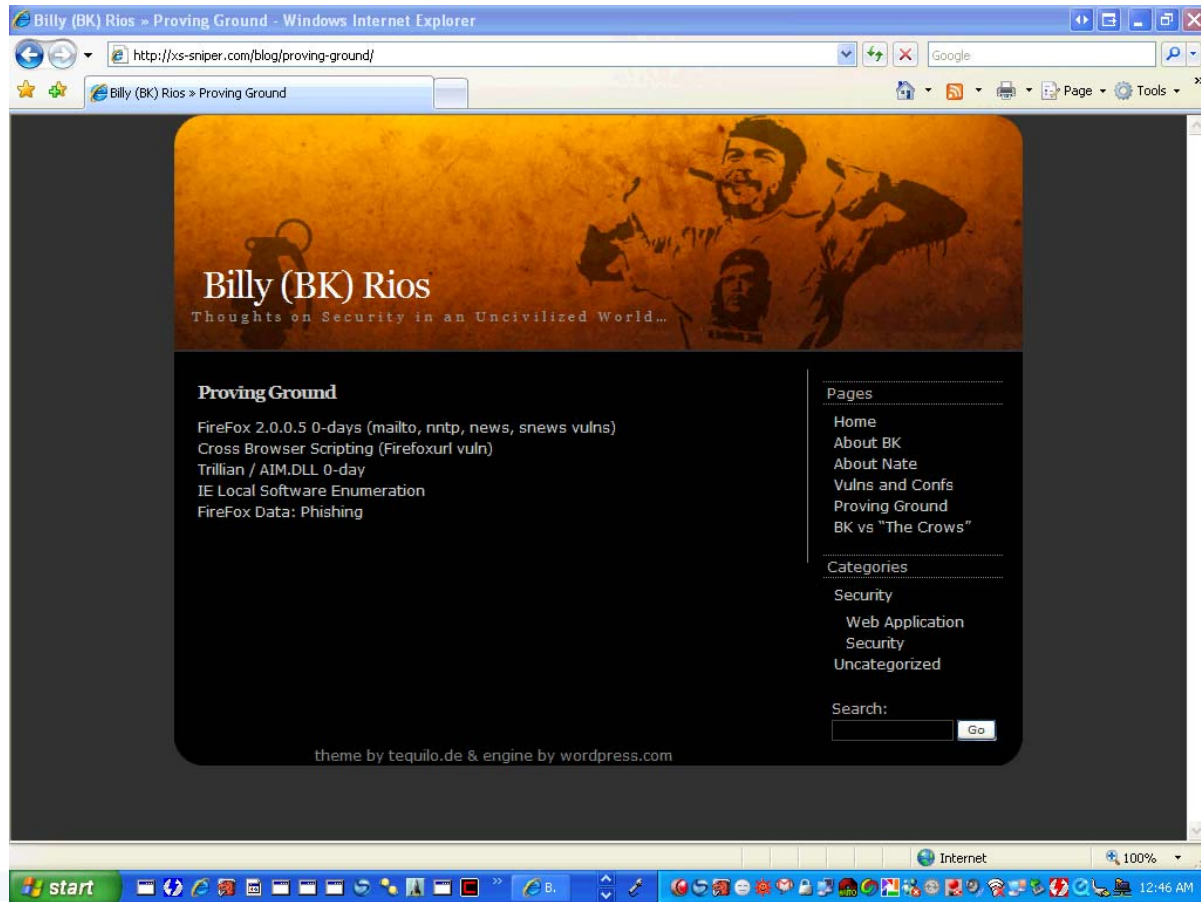 Billy (BK) Rios » Proving Ground - Windows Internet Explorer
http://xs-sniper.com/blog/proving-ground/
Google
Billy (BK) Rios » Proving Ground
Page
Tools
Billy (BK) Rios
Thoughts on Security in an Uncivilized World…
Proving Ground
FireFox 2.0.0.5 0-days (mailto, nntp, news, snews vulns)
Cross Browser Scripting (Firefoxurl vuln)
Trillian / AIM.DLL 0-day
IE Local Software Enumeration
FireFox Data: Phishing
Pages
Home
About BK
About Nate
Vulns and Confs
Proving Ground
BK vs “The Crows”
Categories
Security
Web Application
Security
Uncategorized
Search:
Go
theme by tequilo.de & engine by wordpress.com
Internet
100%
start
B.
12:46 AM